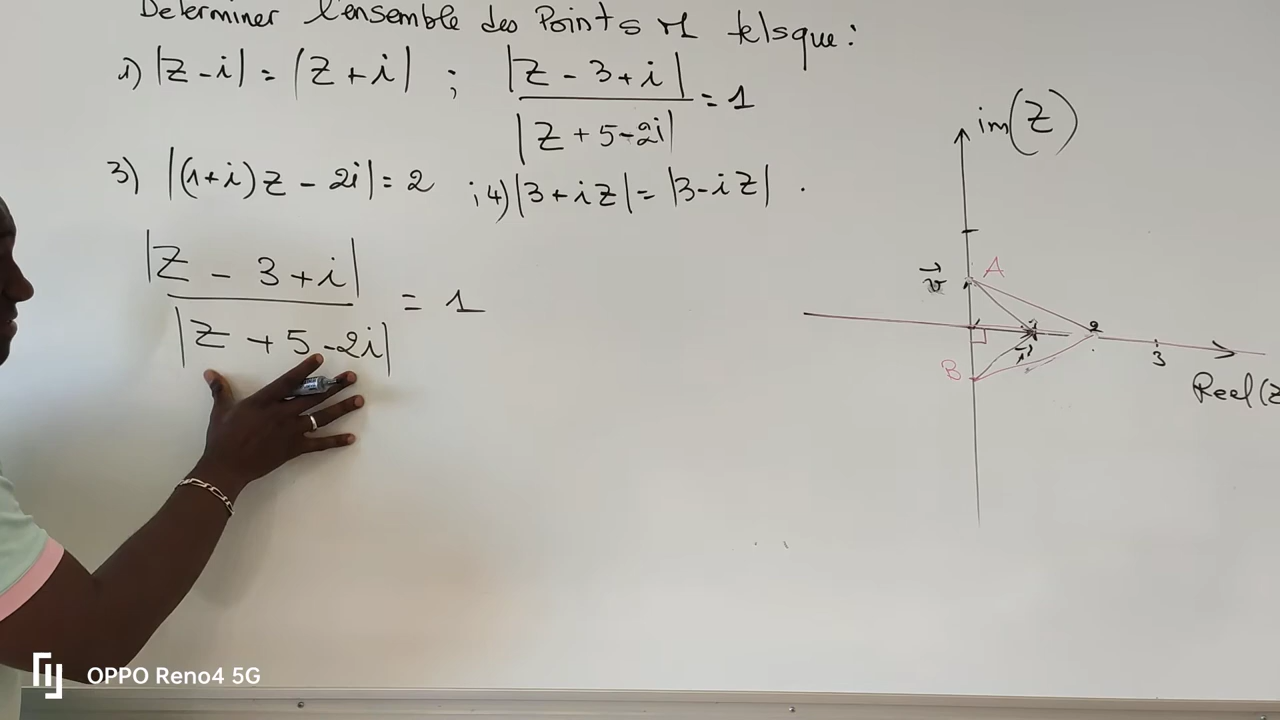 Determiner l'ensemble des Points M telsque :
1) |Z - i| = |Z + i| ; |Z - 3 + i| / |Z + 5 - 2i| = 1
3) |(1+i)Z - 2i| = 2 ; 4) |3 + iZ| = |3 - iZ| .
|Z - 3 + i| / |Z + 5 - 2i| = 1
im(Z)
A
B
2
3
Reel(Z
OPPO Reno4 5G